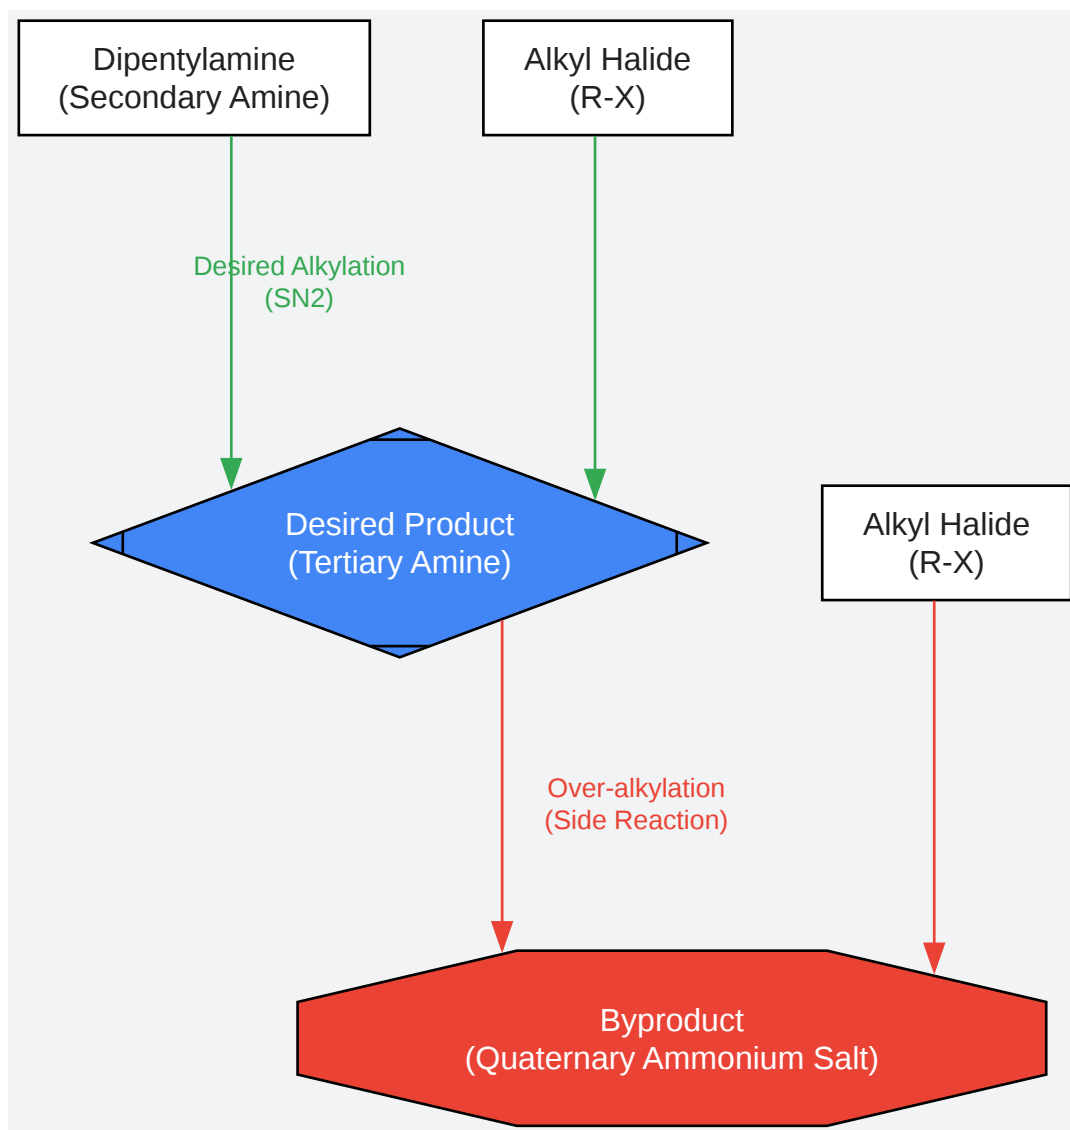 Dipentylamine
(Secondary Amine)
Alkyl Halide
(R-X)
Desired Alkylation
(SN2)
Desired Product
(Tertiary Amine)
Alkyl Halide
(R-X)
Over-alkylation
(Side Reaction)
Byproduct
(Quaternary Ammonium Salt)